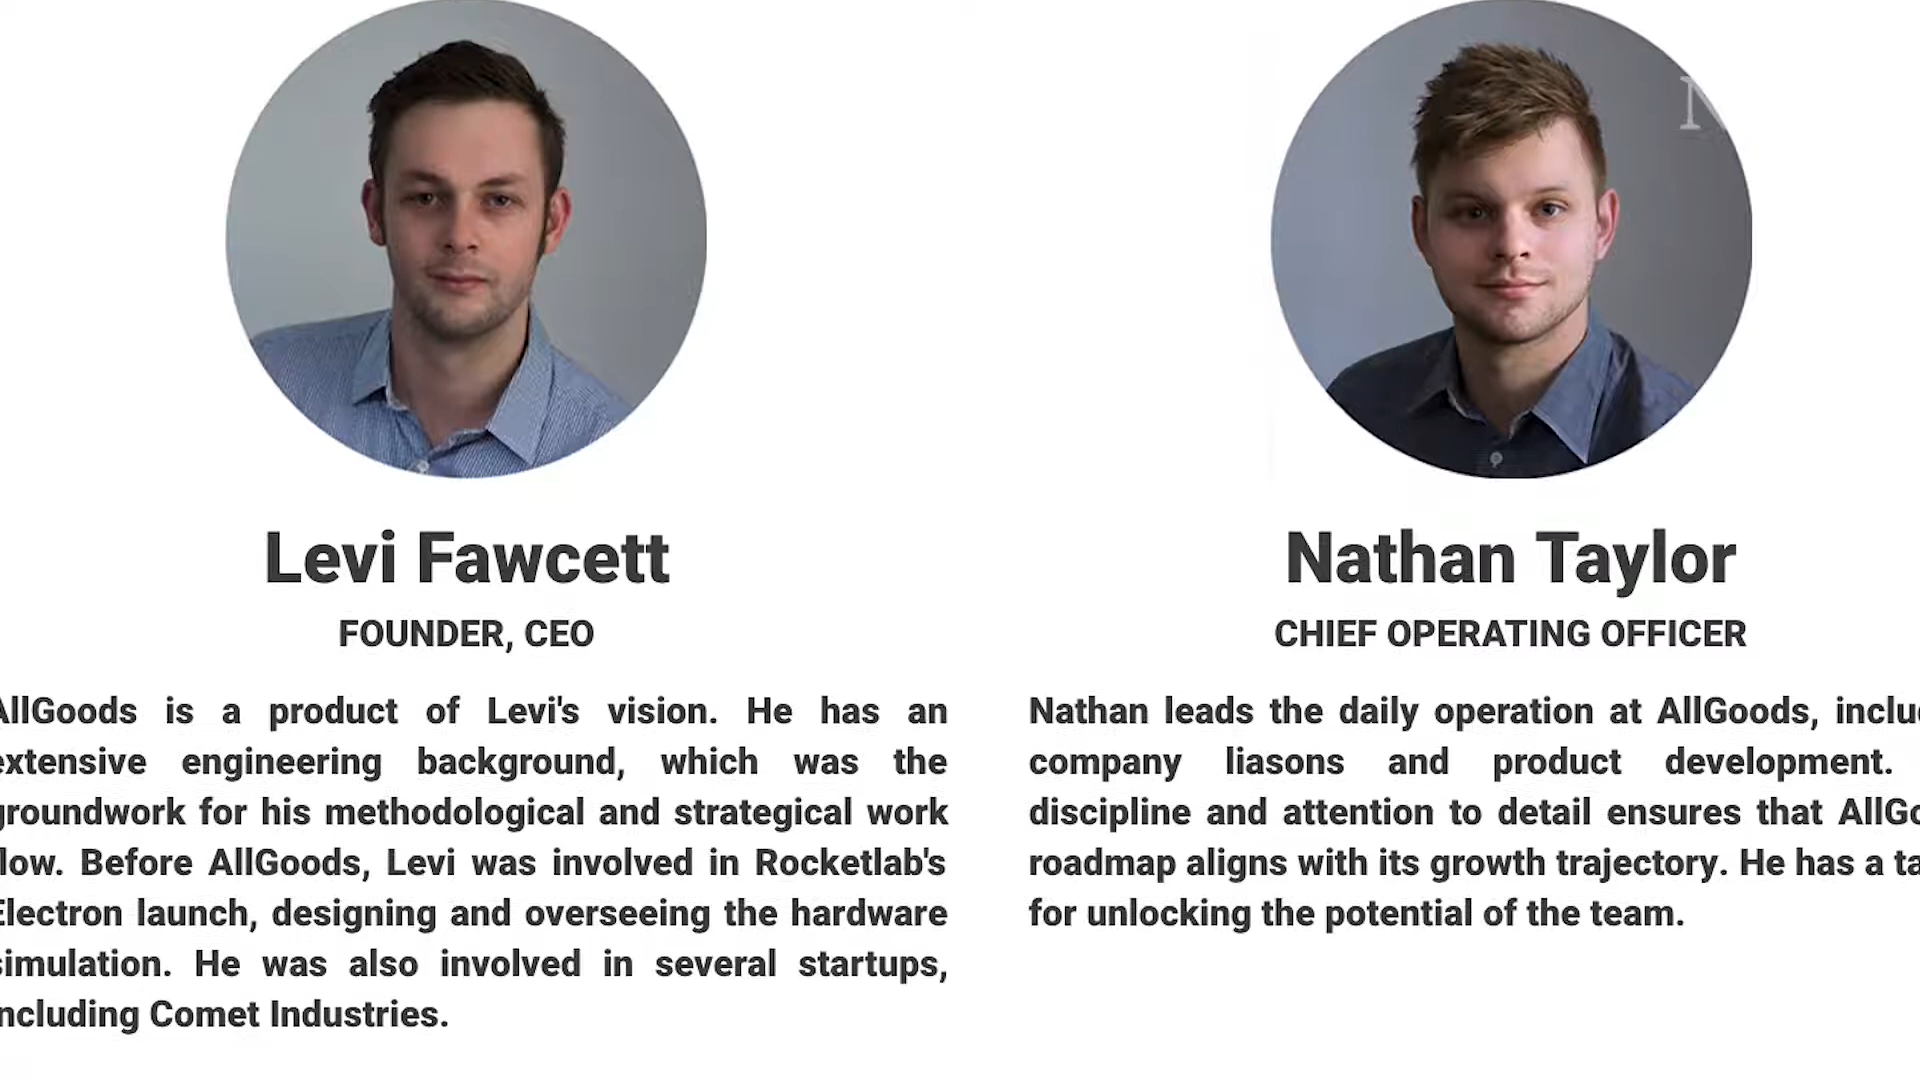 N
Levi Fawcett
FOUNDER, CEO
AllGoods is a product of Levi's vision. He has an
extensive engineering background, which was the
groundwork for his methodological and strategical work
flow. Before AllGoods, Levi was involved in Rocketlab's
Electron launch, designing and overseeing the hardware
simulation. He was also involved in several startups,
including Comet Industries.
Nathan Taylor
CHIEF OPERATING OFFICER
Nathan leads the daily operation at AllGoods, inclu
company liasons and product development.
discipline and attention to detail ensures that AllGo
roadmap aligns with its growth trajectory. He has a ta
for unlocking the potential of the team.